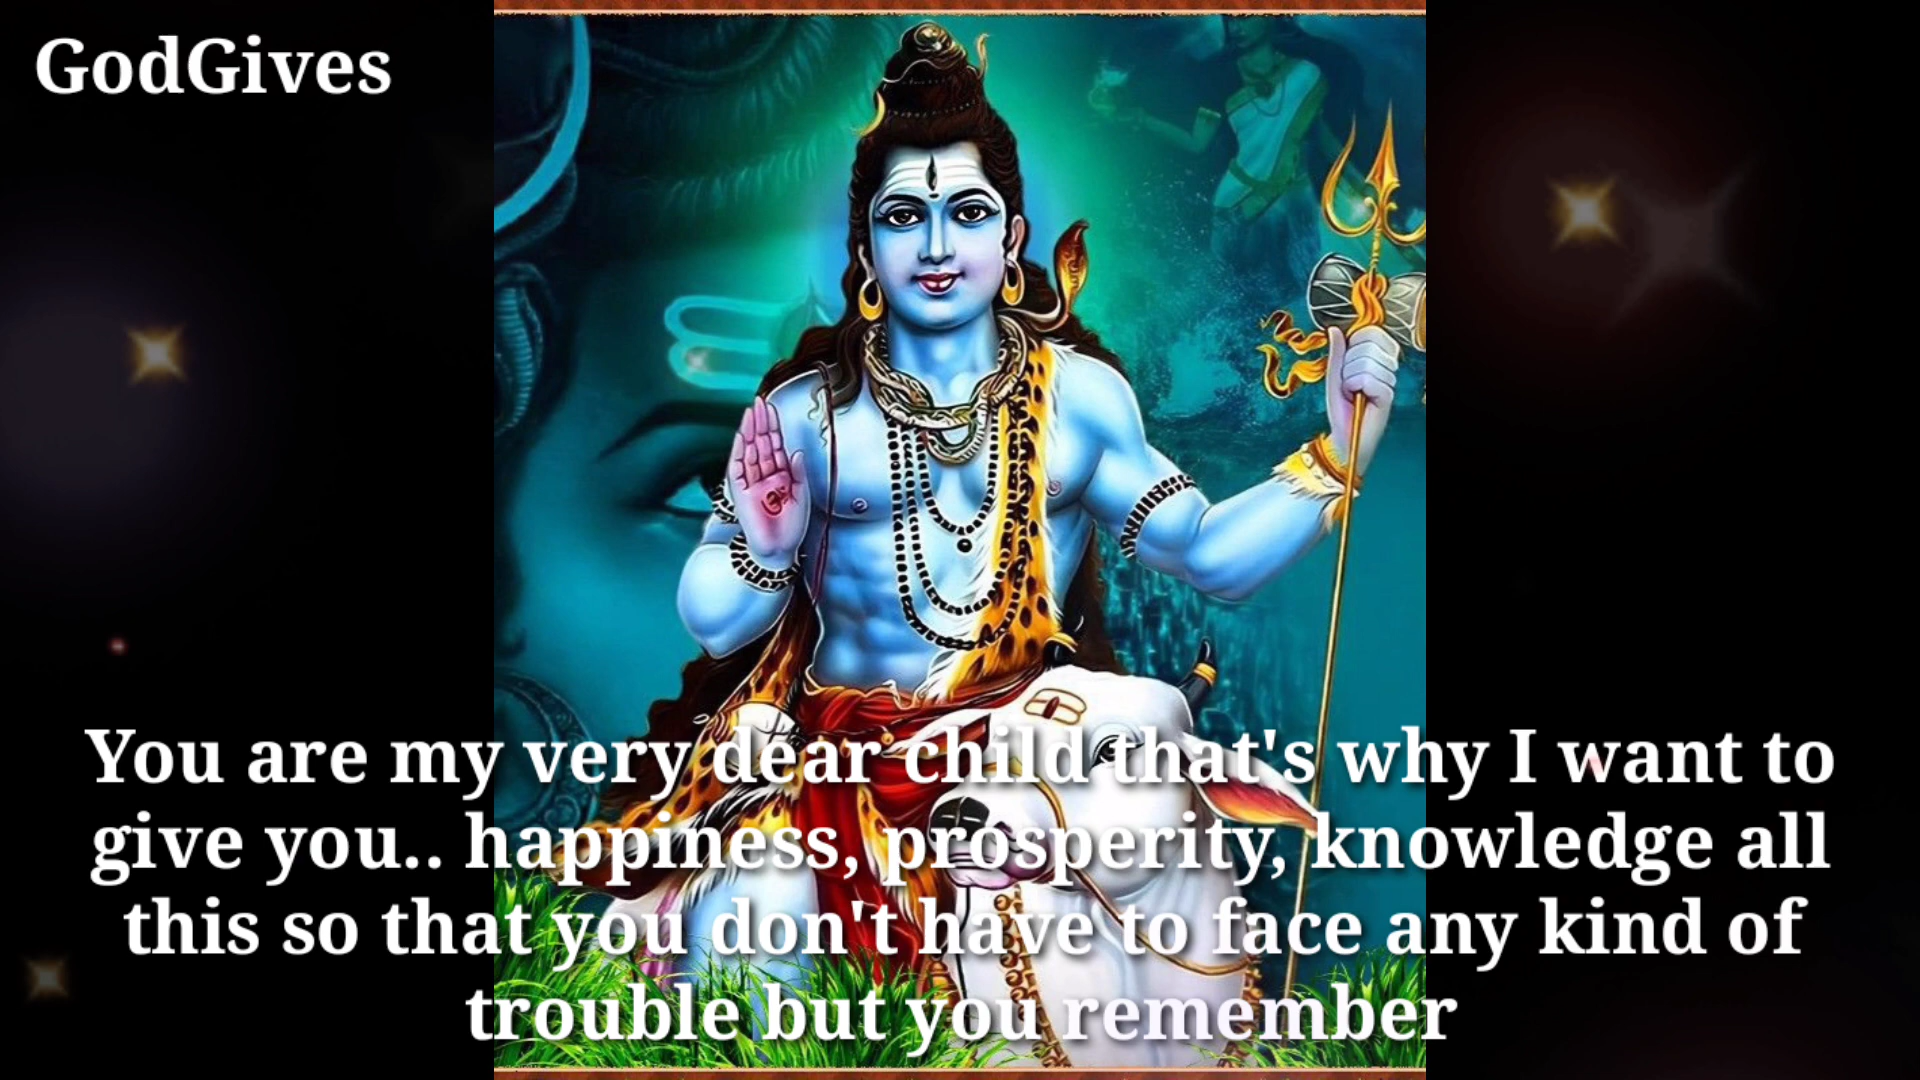 GodGives
ॐ
You are my very dear child that's why I want to
give you.. happiness, prosperity, knowledge all
this so that you don't have to face any kind of
trouble but you remember